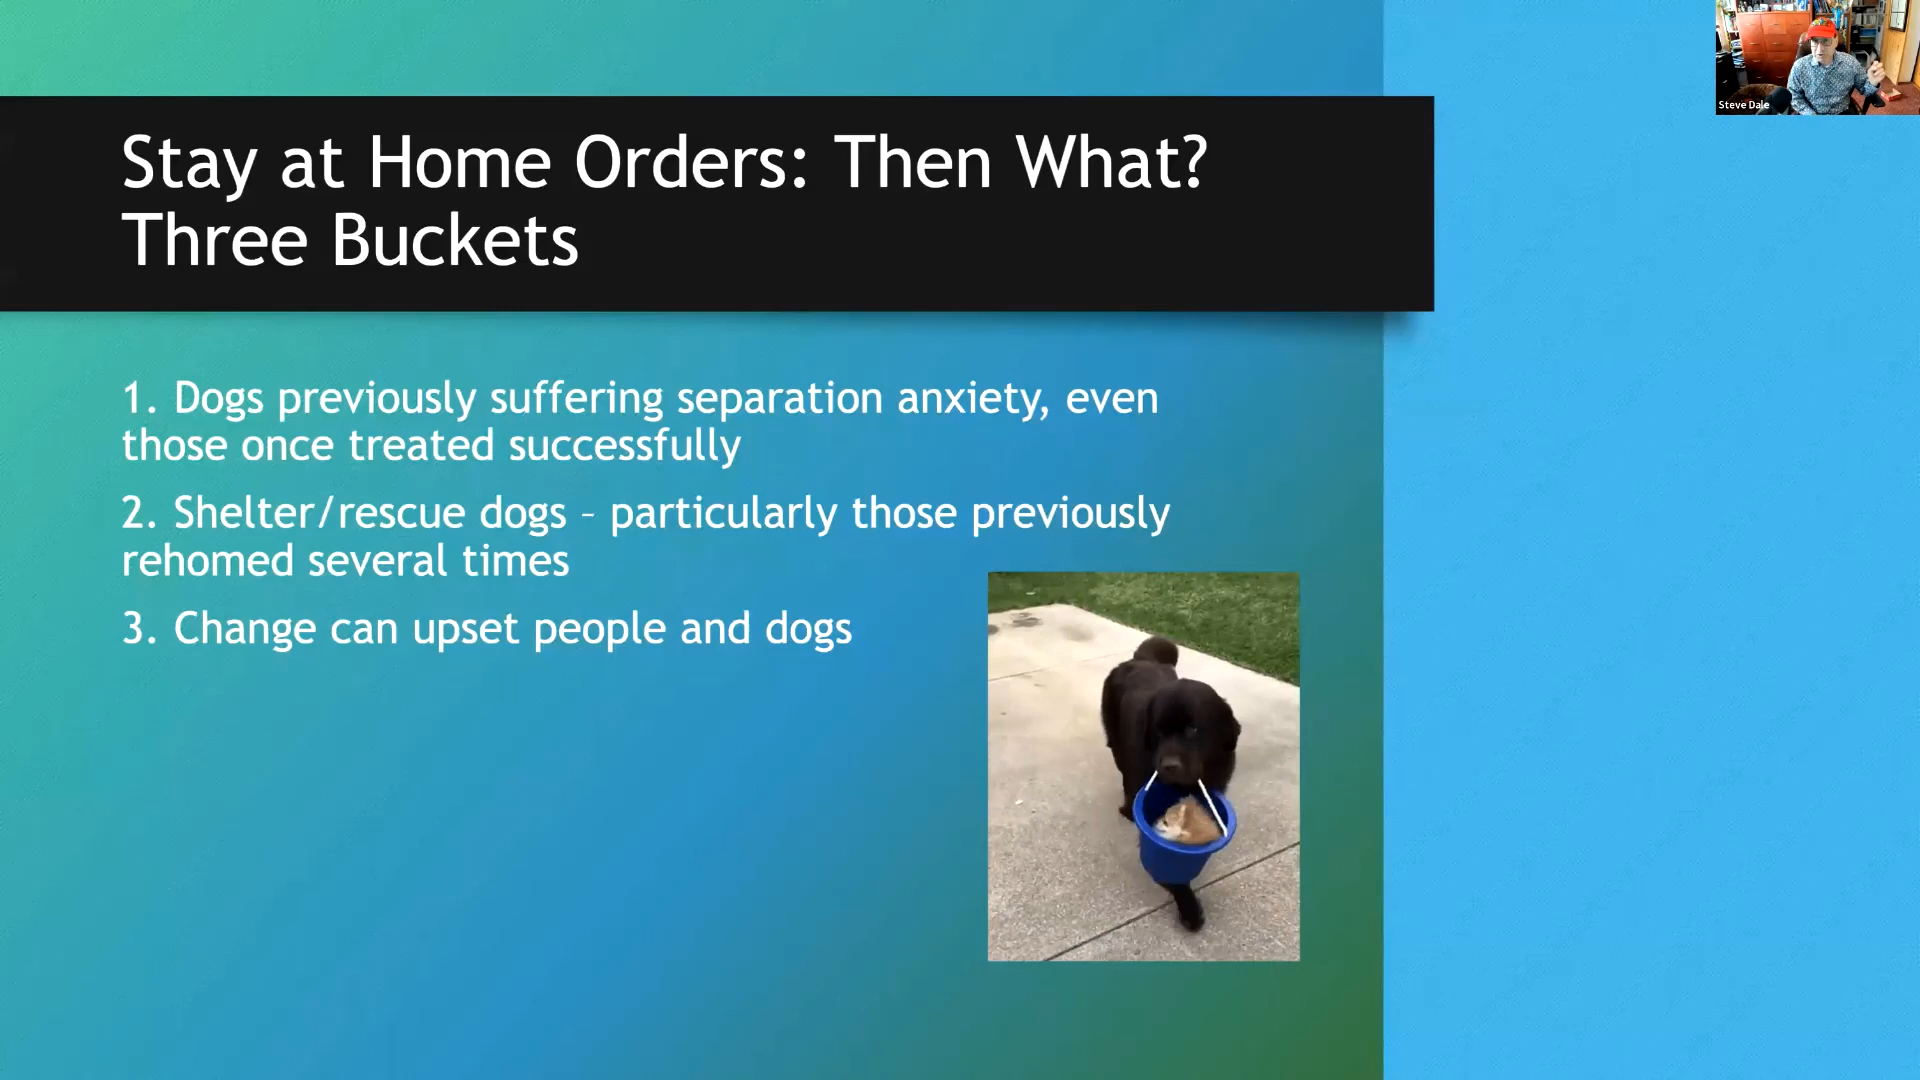 Steve Dale
Stay at Home Orders: Then What?
Three Buckets
1. Dogs previously suffering separation anxiety, even
those once treated successfully
2. Shelter/rescue dogs – particularly those previously
rehomed several times
3. Change can upset people and dogs